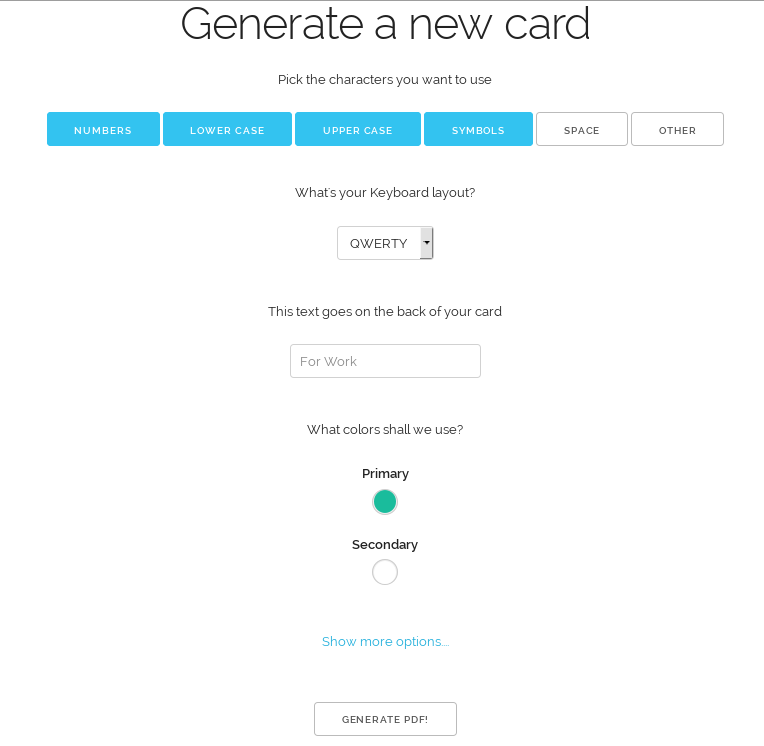 Generate a new card
Pick the characters you want to use
NUMBERS LOWER CASE UPPER CASE SYMBOLS SPACE OTHER
What's your Keyboard layout?
QWERTY
This text goes on the back of your card
For Work
What colors shall we use?
Primary
Secondary
Show more options...
GENERATE PDF!